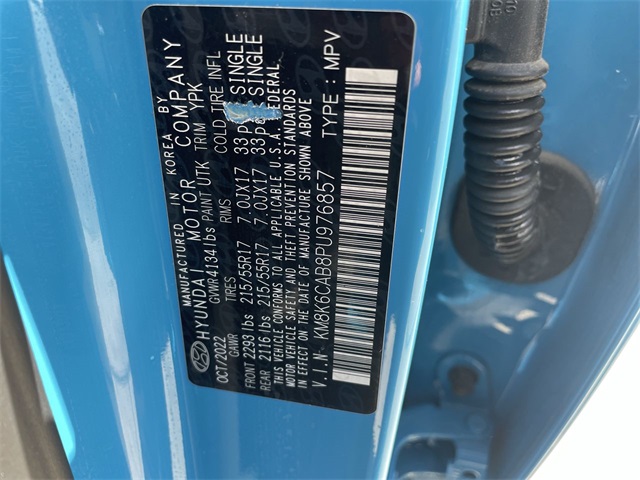 MANUFACTURED IN KOREA BY
HYUNDAI MOTOR COMPANY
GVWR 4134 lbs PAINT UTK TRIM YPK
OCT/2022 GAWR TIRES RIMS COLD TIRE INFL
FRONT 2293 lbs 215/55R17 7.0JX17 33 SINGLE
REAR 2116 lbs 215/55R17 7.0JX17 33 SINGLE
THIS VEHICLE CONFORMS TO ALL APPLICABLE U.S.A. FEDERAL
MOTOR VEHICLE SAFETY AND THEFT PREVENTION STANDARDS
IN EFFECT ON THE DATE OF MANUFACTURE SHOWN ABOVE
V.I.N: KM8K6CAB8PU976857 TYPE : MPV